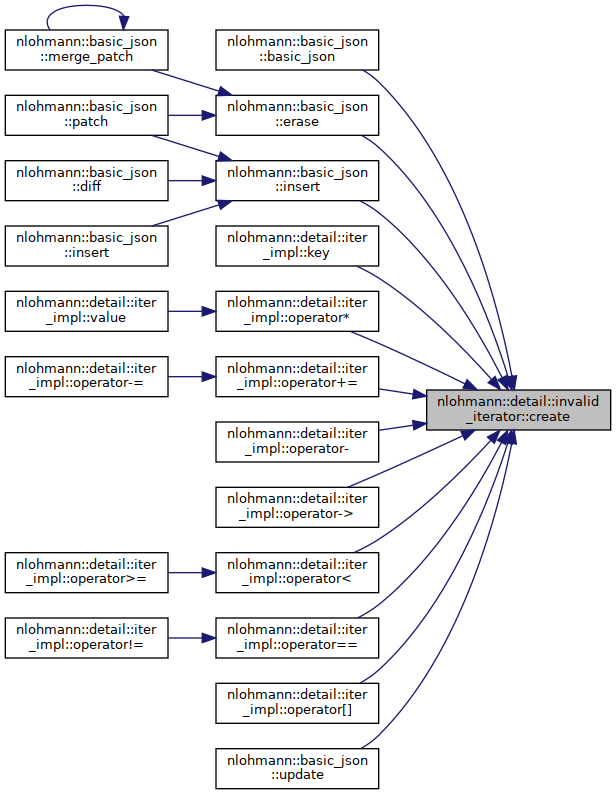 nlohmann::basic_json
::merge_patch
nlohmann::basic_json
::patch
nlohmann::basic_json
::diff
nlohmann::basic_json
::insert
nlohmann::detail::iter
_impl::value
nlohmann::detail::iter
_impl::operator-=
nlohmann::detail::iter
_impl::operator>=
nlohmann::detail::iter
_impl::operator!=
nlohmann::basic_json
::basic_json
nlohmann::basic_json
::erase
nlohmann::basic_json
::insert
nlohmann::detail::iter
_impl::key
nlohmann::detail::iter
_impl::operator*
nlohmann::detail::iter
_impl::operator+=
nlohmann::detail::iter
_impl::operator-
nlohmann::detail::iter
_impl::operator->
nlohmann::detail::iter
_impl::operator<
nlohmann::detail::iter
_impl::operator==
nlohmann::detail::iter
_impl::operator[]
nlohmann::basic_json
::update
nlohmann::detail::invalid
_iterator::create